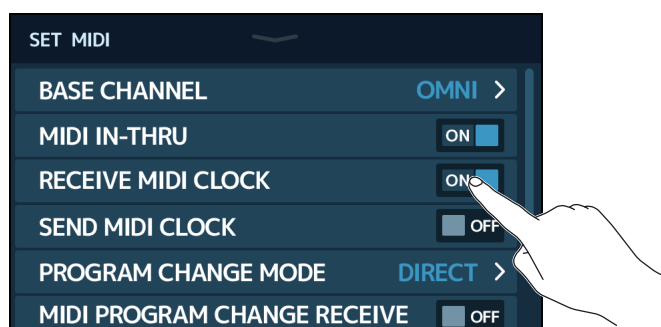 SET MIDI
BASE CHANNEL OMNI >
MIDI IN-THRU ON
RECEIVE MIDI CLOCK ON
SEND MIDI CLOCK OFF
PROGRAM CHANGE MODE DIRECT >
MIDI PROGRAM CHANGE RECEIVE OFF